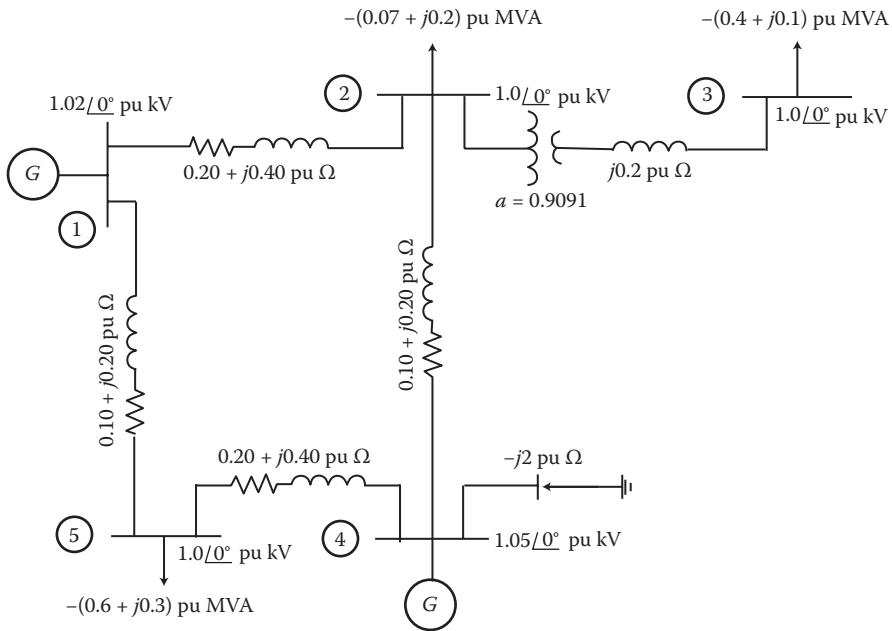 –(0.07 + j0.2) pu MVA
–(0.4 + j0.1) pu MVA
2
1.0/0° pu kV
3
1.0/0° pu kV
1.02/0° pu kV
G
0.20 + j0.40 pu Ω
j0.2 pu Ω
a = 0.9091
1
0.10 + j0.20 pu Ω
0.10 + j0.20 pu Ω
0.20 + j0.40 pu Ω
–j2 pu Ω
5
1.0/0° pu kV
4
1.05/0° pu kV
–(0.6 + j0.3) pu MVA
G